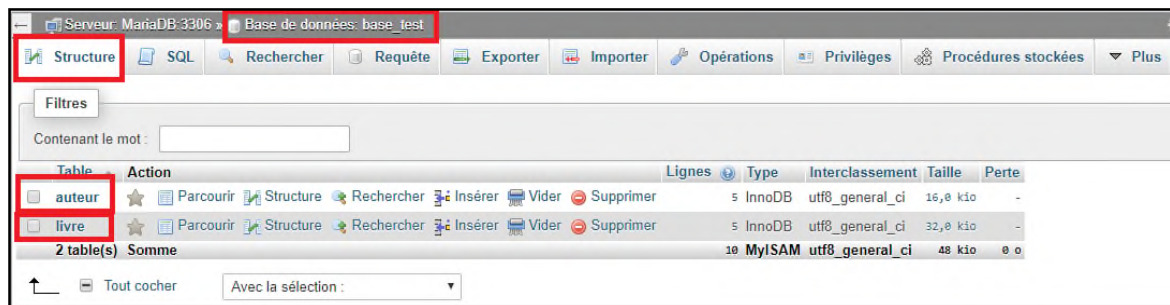 Serveur: MariaDB:3306 » Base de données: base_test
Structure SQL Rechercher Requête Exporter Importer Opérations Privilèges Procédures stockées Plus
Filtres
Contenant le mot :
Table Action Lignes Type Interclassement Taille Perte
auteur Parcourir Structure Rechercher Insérer Vider Supprimer 5 InnoDB utf8_general_ci 16,0 kio -
livre Parcourir Structure Rechercher Insérer Vider Supprimer 5 InnoDB utf8_general_ci 32,0 kio -
2 table(s) Somme 10 MyISAM utf8_general_ci 48 kio 0 o
Tout cocher Avec la sélection :